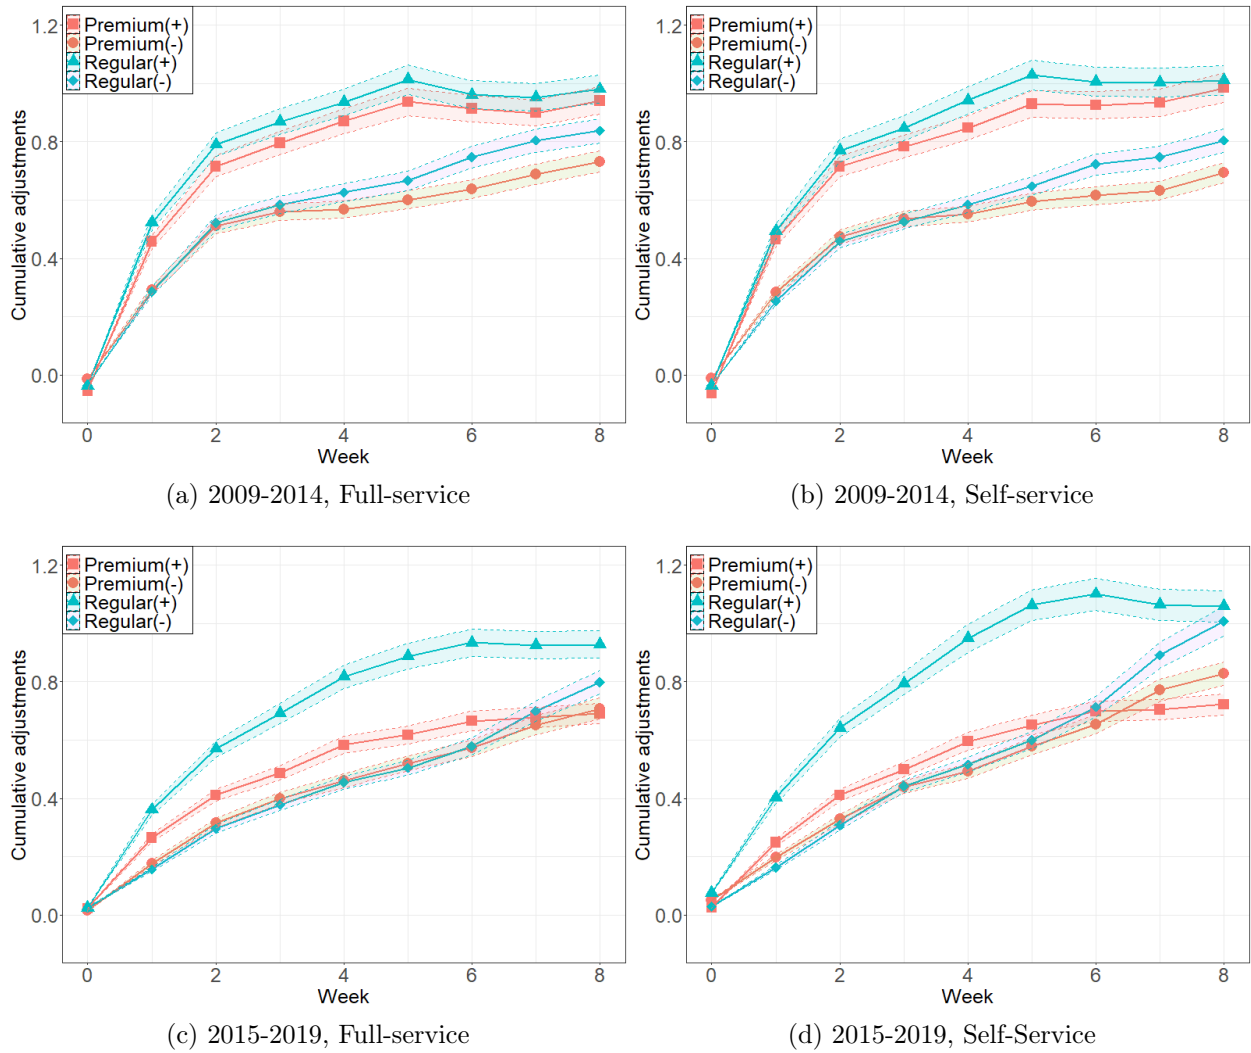 Premium(+)
Premium(-)
Regular(+)
Regular(-)
Cumulative adjustments
1.2
0.8
0.4
0.0
0 2 4 6 8
Week
(a) 2009-2014, Full-service
Premium(+)
Premium(-)
Regular(+)
Regular(-)
Cumulative adjustments
1.2
0.8
0.4
0.0
0 2 4 6 8
Week
(b) 2009-2014, Self-service
Premium(+)
Premium(-)
Regular(+)
Regular(-)
Cumulative adjustments
1.2
0.8
0.4
0.0
0 2 4 6 8
Week
(c) 2015-2019, Full-service
Premium(+)
Premium(-)
Regular(+)
Regular(-)
Cumulative adjustments
1.2
0.8
0.4
0.0
0 2 4 6 8
Week
(d) 2015-2019, Self-Service